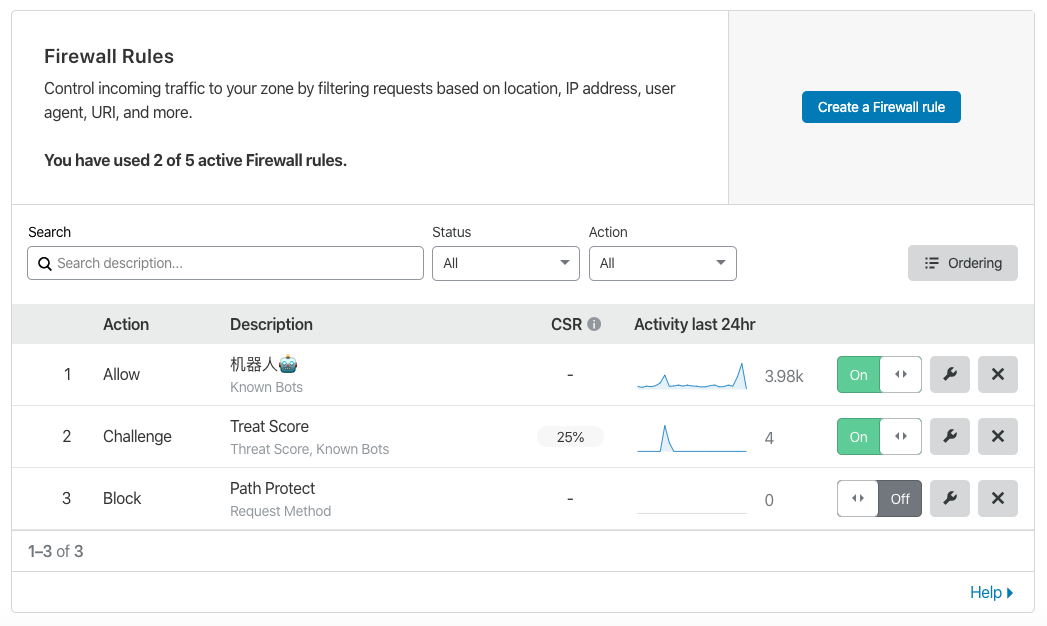 Firewall Rules
Control incoming traffic to your zone by filtering requests based on location, IP address, user
agent, URI, and more.
You have used 2 of 5 active Firewall rules.
Create a Firewall rule
Search
Status
Action
Search description...
All
All
Ordering
Action Description CSR Activity last 24hr
1 Allow 机器人🤖 - 3.98k On
Known Bots
2 Challenge Treat Score 25% 4 On
Threat Score, Known Bots
3 Block Path Protect - 0 Off
Request Method
1–3 of 3
Help